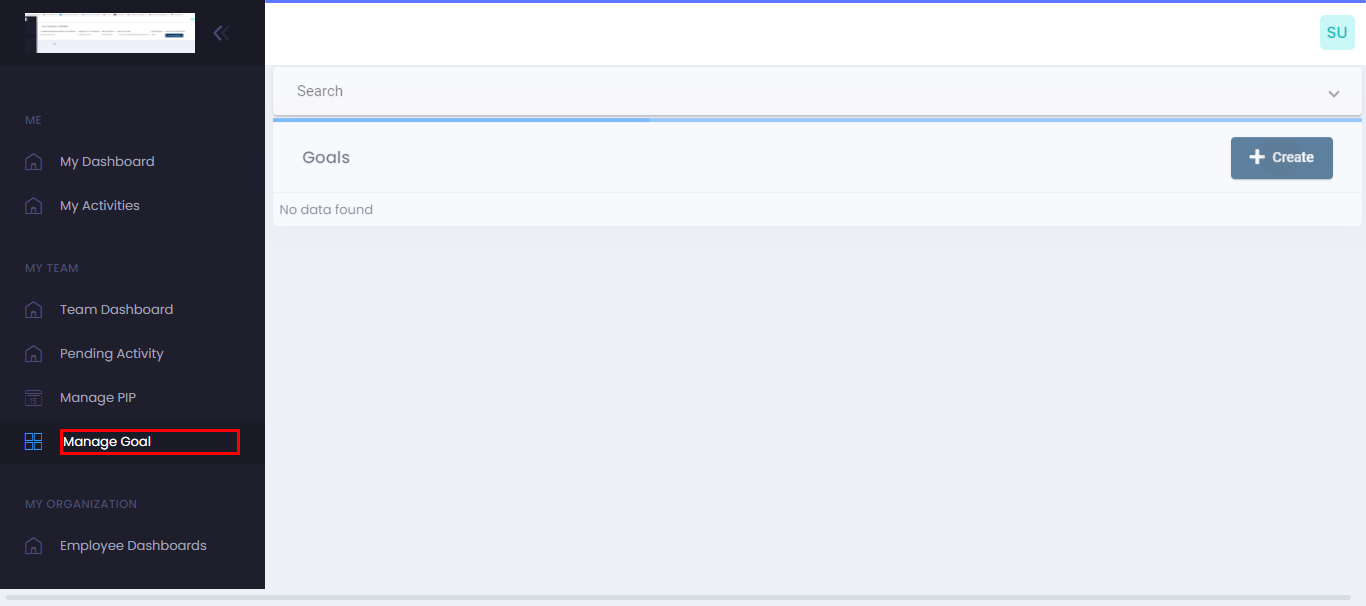 SU
ME
My Dashboard
My Activities
MY TEAM
Team Dashboard
Pending Activity
Manage PIP
Manage Goal
MY ORGANIZATION
Employee Dashboards
Search
Goals
Create
No data found